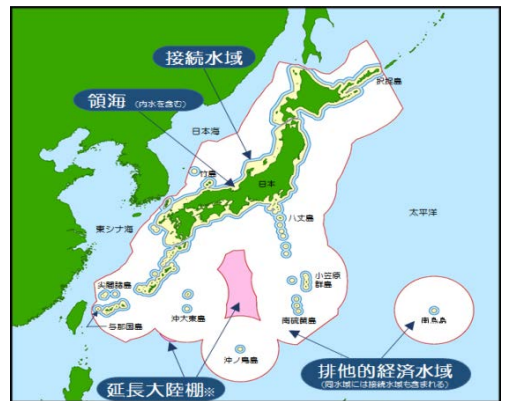 接続水域
領海 (内水を含む)
択捉島
日本海
竹島
日本
太平洋
八丈島
東シナ海
尖閣諸島
小笠原
群島
沖大東島
南硫黄島
南鳥島
与那国島
沖ノ鳥島
延長大陸棚※
排他的経済水域
(同水域には接続水域も含まれる)